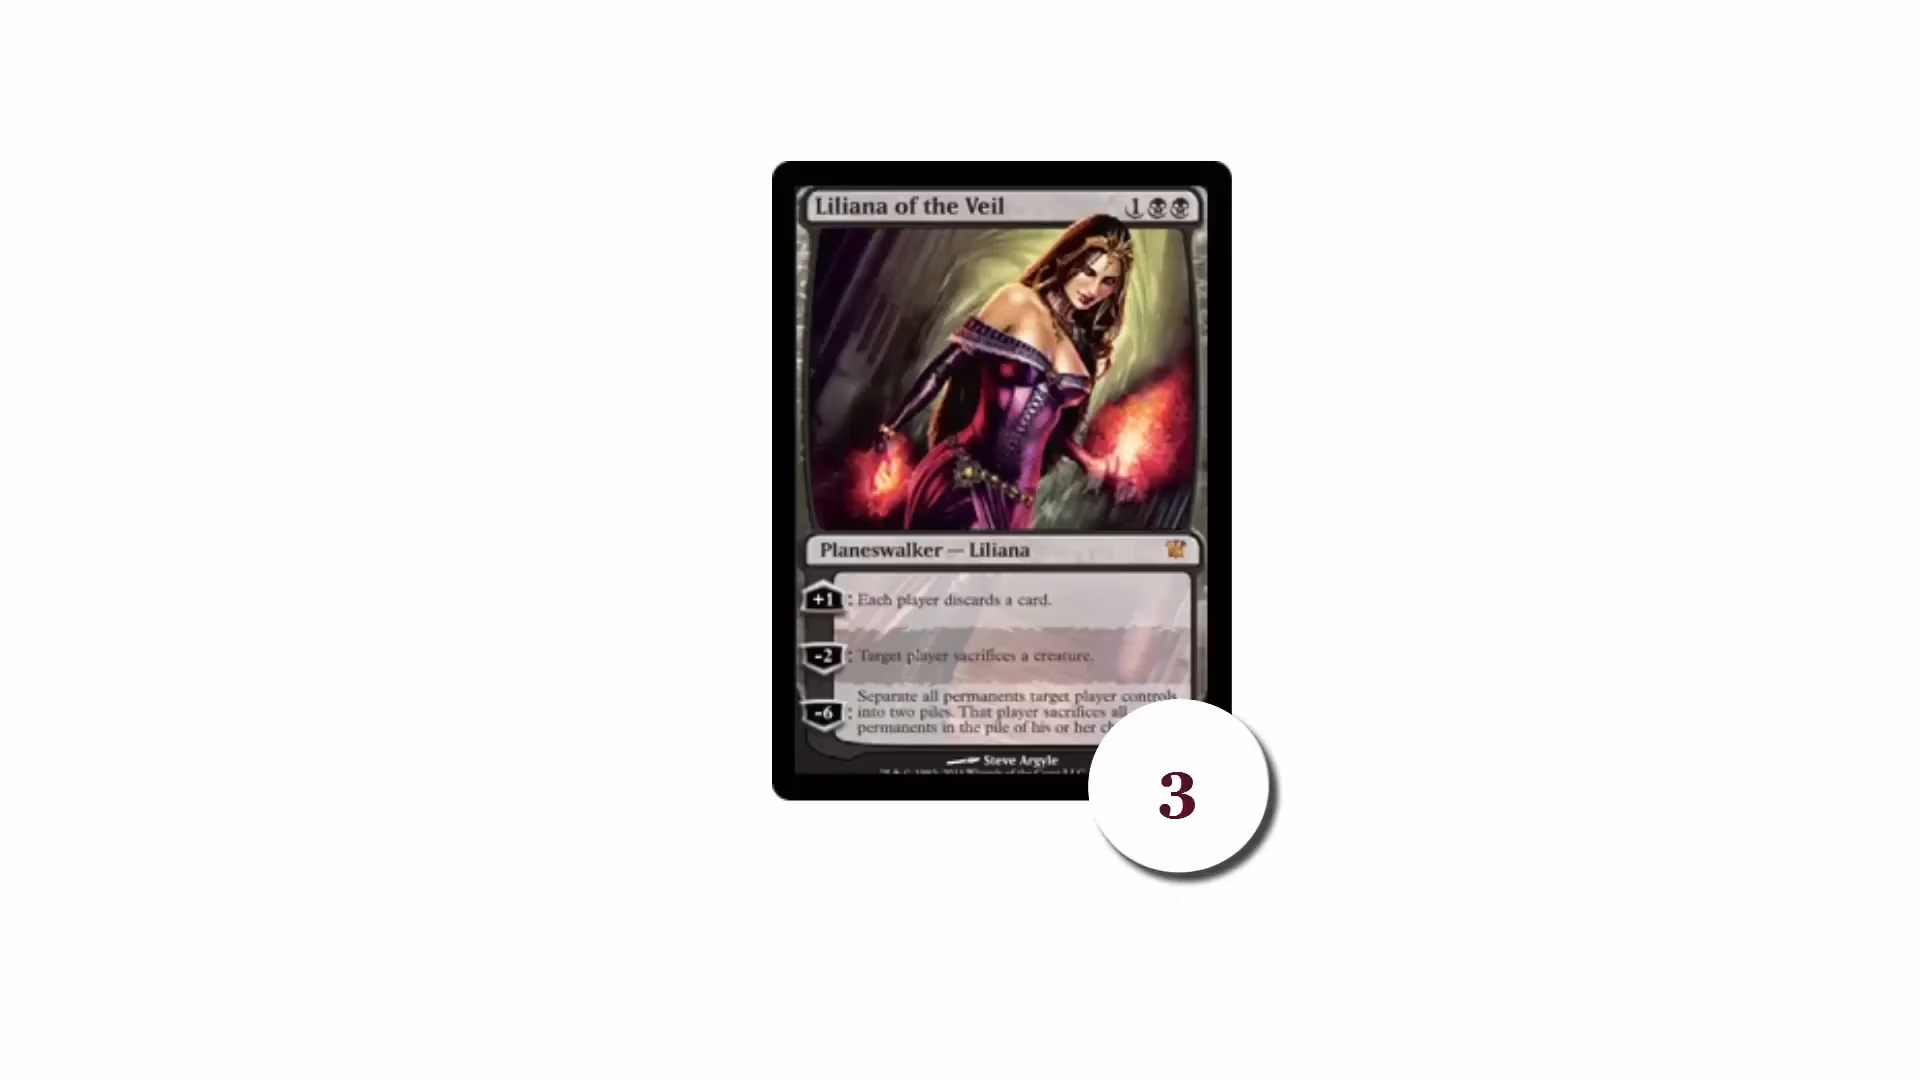 Liliana of the Veil 1
Planeswalker — Liliana
+1 : Each player discards a card.
-2 : Target player sacrifices a creature.
Separate all permanents target player controls
-6 : into two piles. That player sacrifices all
permanents in the pile of his or her
Steve Argyle
3